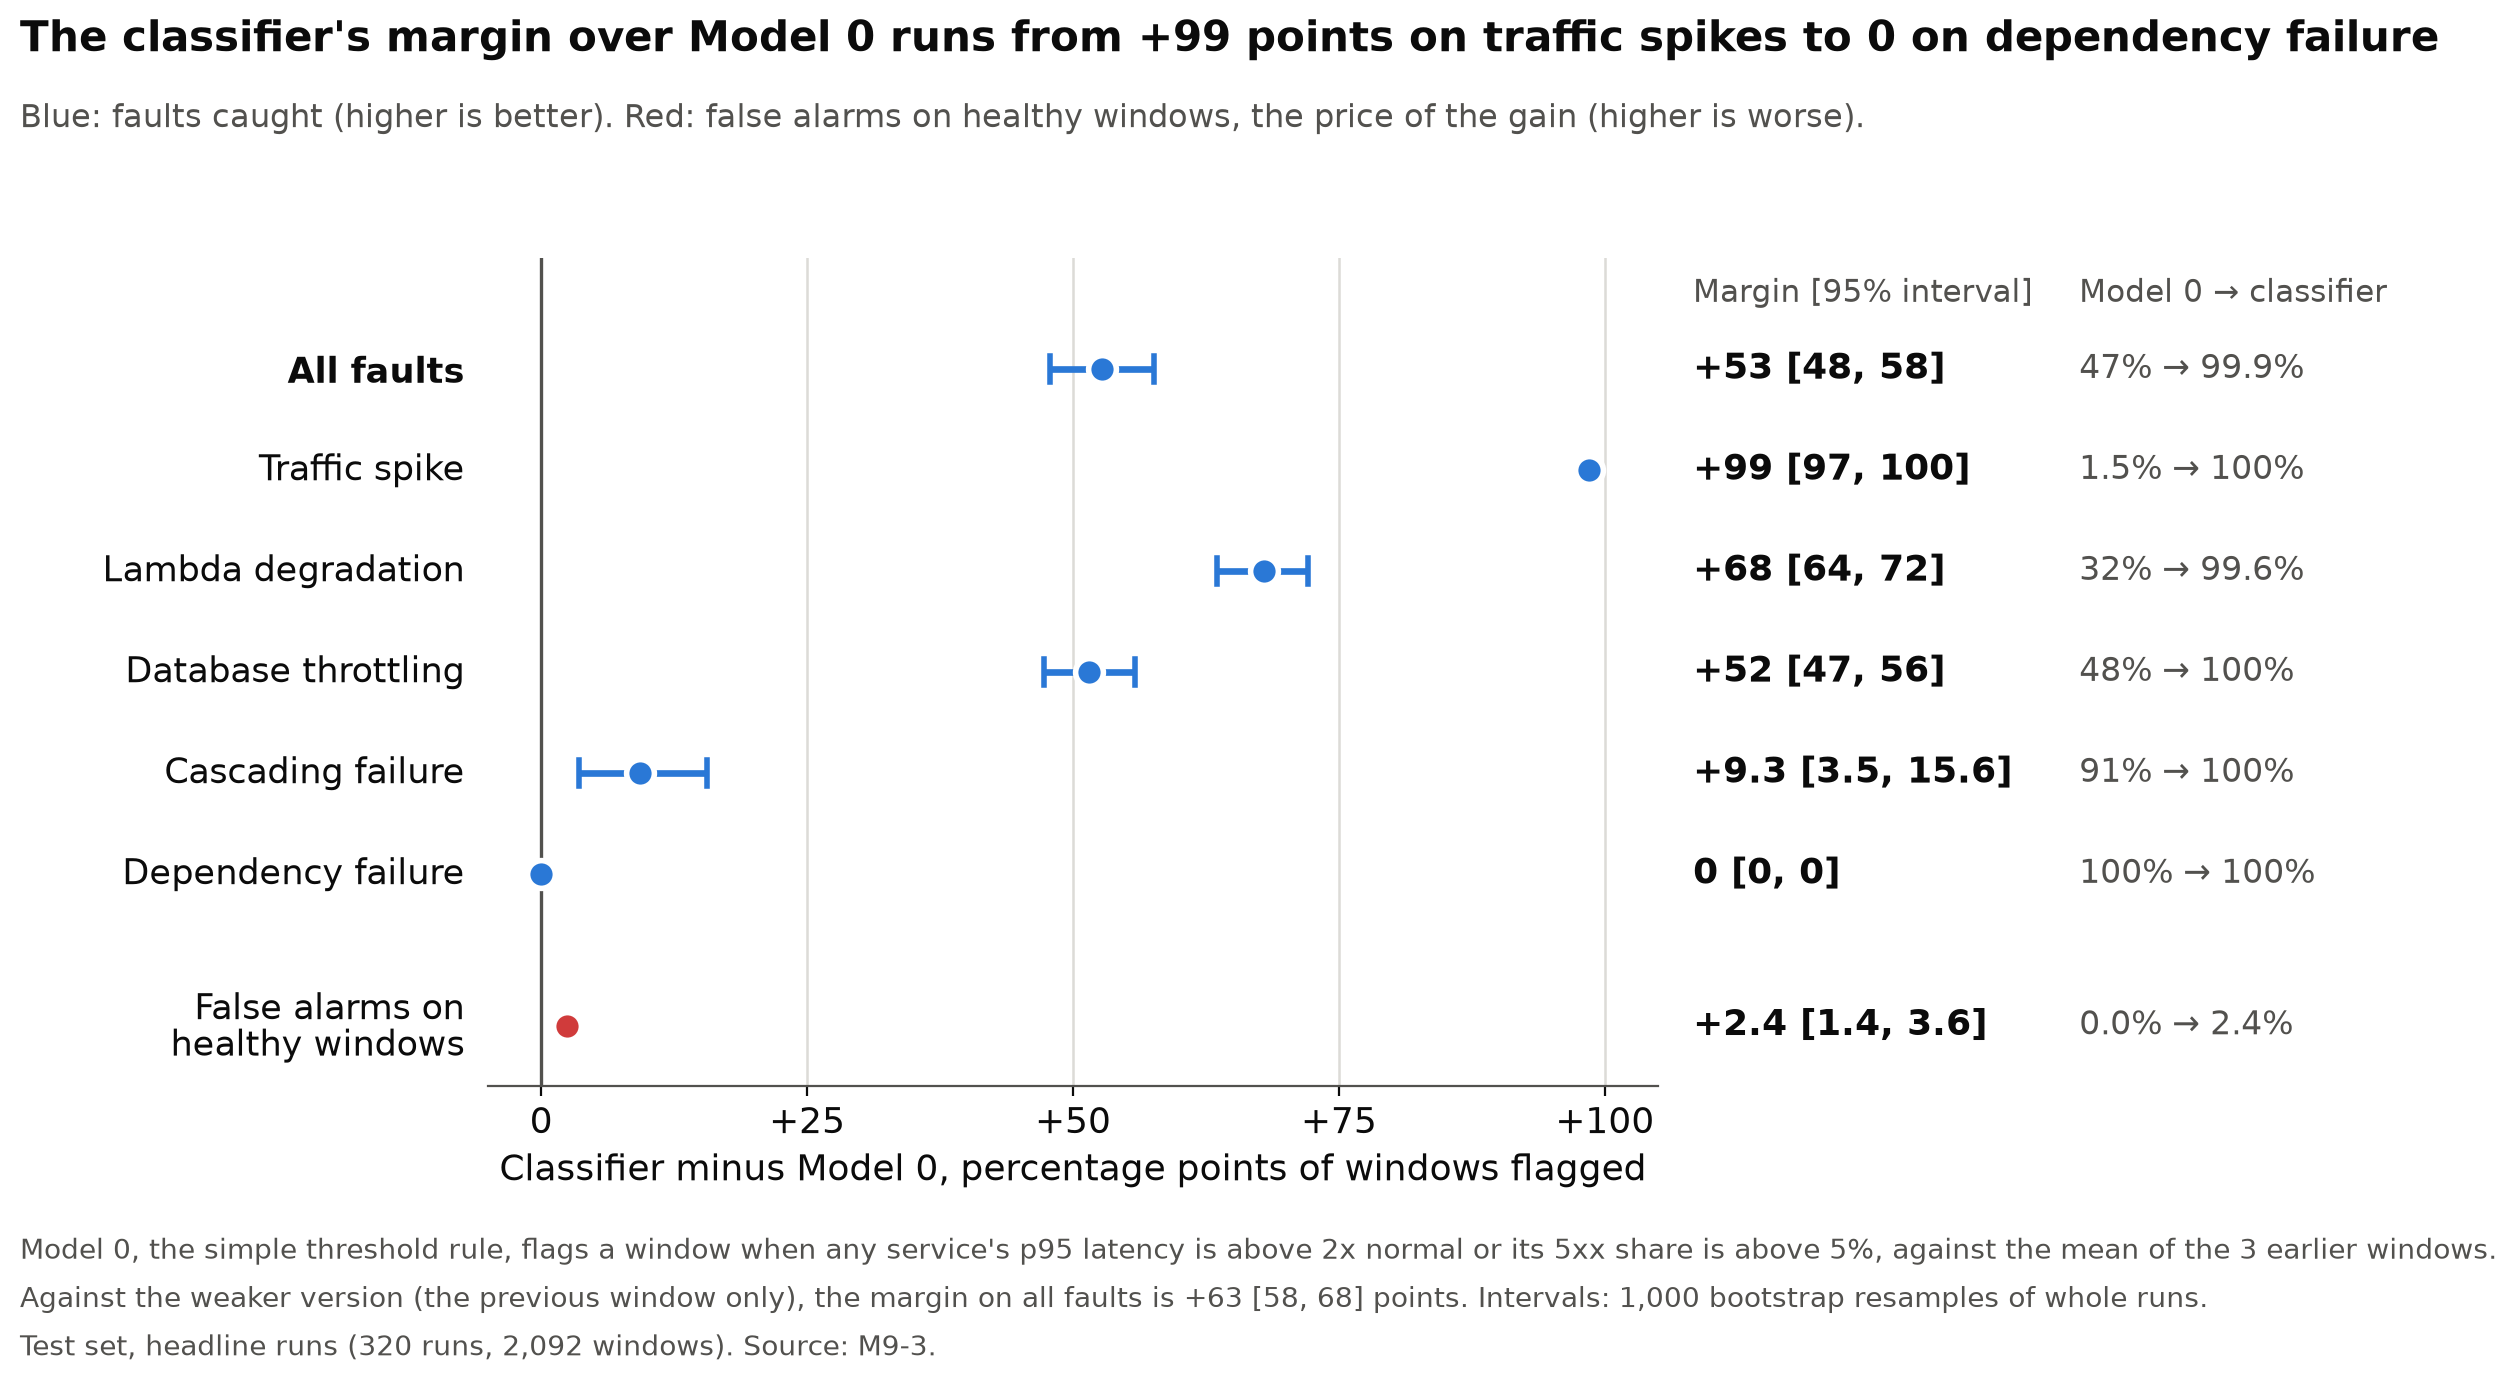 The classifier's margin over Model 0 runs from +99 points on traffic spikes to 0 on dependency failure
Blue: faults caught (higher is better). Red: false alarms on healthy windows, the price of the gain (higher is worse).
Margin [95% interval] Model 0 → classifier
All faults +53 [48, 58] 47% → 99.9%
Traffic spike +99 [97, 100] 1.5% → 100%
Lambda degradation +68 [64, 72] 32% → 99.6%
Database throttling +52 [47, 56] 48% → 100%
Cascading failure +9.3 [3.5, 15.6] 91% → 100%
Dependency failure 0 [0, 0] 100% → 100%
False alarms on
healthy windows +2.4 [1.4, 3.6] 0.0% → 2.4%
0 +25 +50 +75 +100
Classifier minus Model 0, percentage points of windows flagged
Model 0, the simple threshold rule, flags a window when any service's p95 latency is above 2x normal or its 5xx share is above 5%, against the mean of the 3 earlier windows.
Against the weaker version (the previous window only), the margin on all faults is +63 [58, 68] points. Intervals: 1,000 bootstrap resamples of whole runs.
Test set, headline runs (320 runs, 2,092 windows). Source: M9-3.